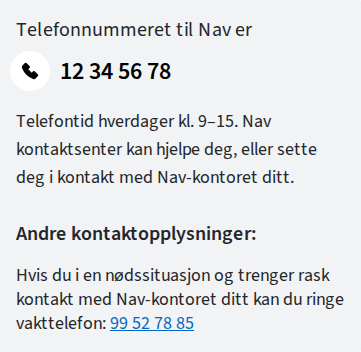 Telefonnummeret til Nav er
12 34 56 78
Telefontid hverdager kl. 9–15. Nav
kontaktsenter kan hjelpe deg, eller sette
deg i kontakt med Nav-kontoret ditt.
Andre kontaktopplysninger:
Hvis du i en nødssituasjon og trenger rask
kontakt med Nav-kontoret ditt kan du ringe
vakttelefon: 99 52 78 85